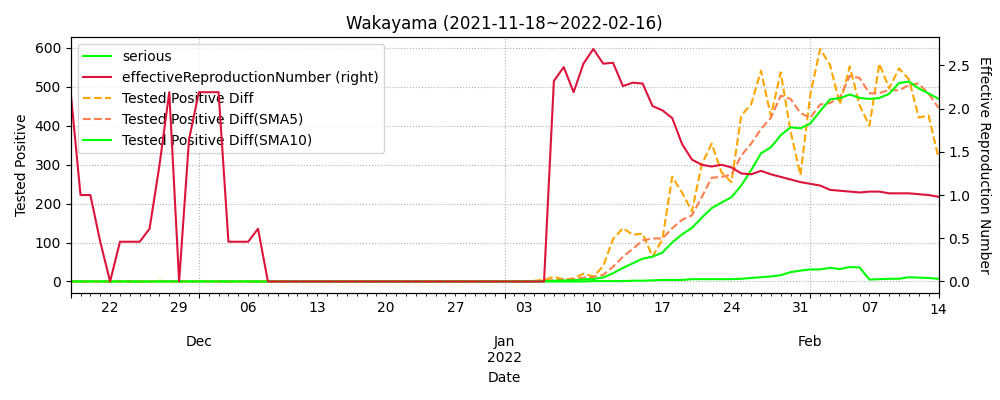 Wakayama (2021-11-18~2022-02-16)
600
500
400
300
200
100
0
Tested Positive
serious
effectiveReproductionNumber (right)
Tested Positive Diff
Tested Positive Diff(SMA5)
Tested Positive Diff(SMA10)
2.5
2.0
1.5
1.0
0.5
0.0
Effective Reproduction Number
22 29 06 13 20 27 03 10 17 24 31 07 14
Dec Jan Feb
2022
Date